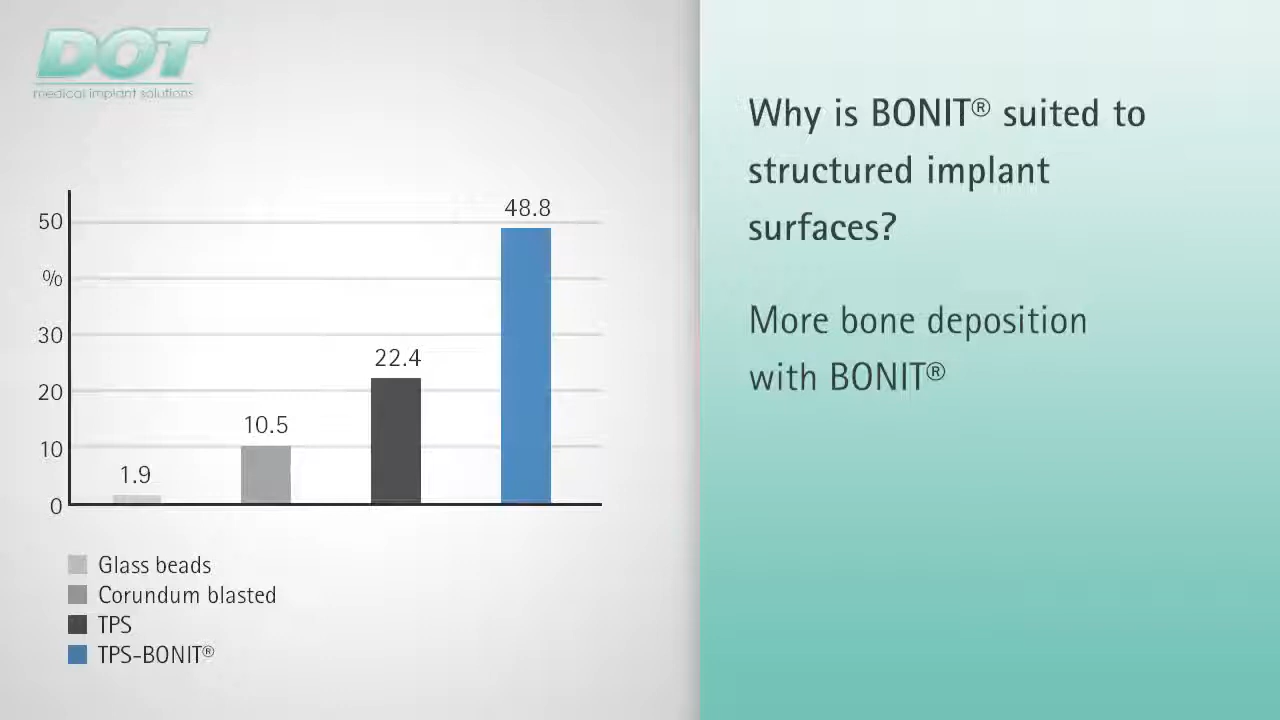 DOT
medical implant solutions
Why is BONIT® suited to
structured implant
surfaces?
More bone deposition
with BONIT®
50
%
30
20
10
0
1.9
10.5
22.4
48.8
Glass beads
Corundum blasted
TPS
TPS-BONIT®